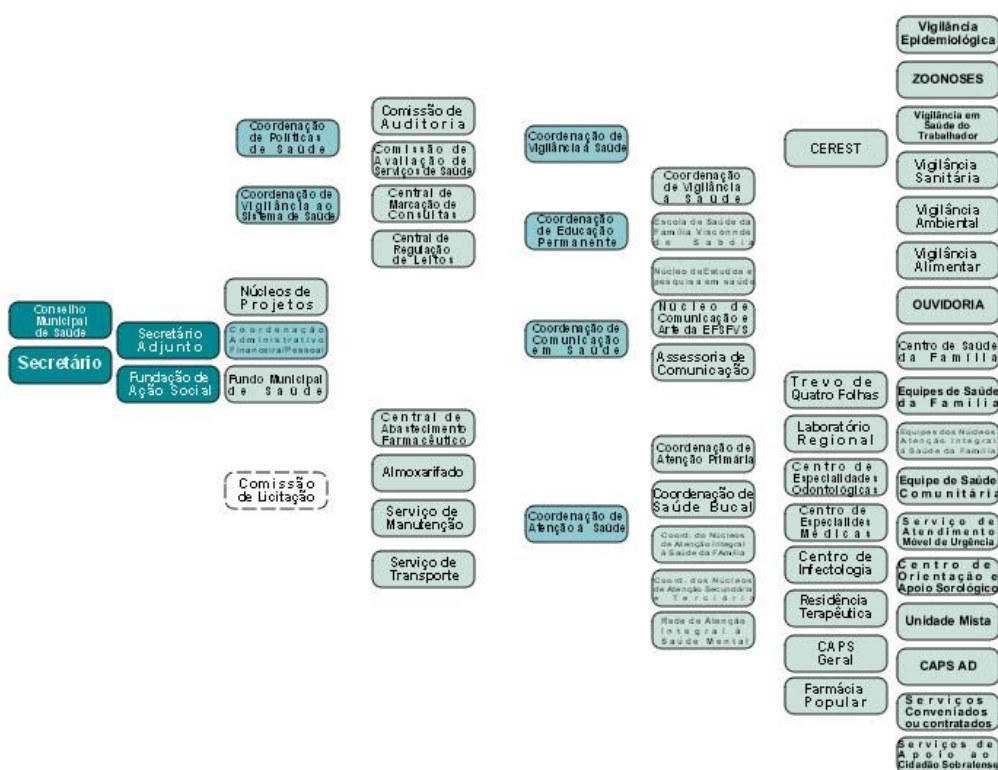 Conselho
Municipal
de Saúde
Secretário
Secretário
Adjunto
Fundação de
Ação Social
Coordenação
de Políticas
de Saúde
Coordenação de
Vigilância ao
Sistema de Saúde
Núcleos de
Projetos
Coordenação
Administrativo
Financeira/Pessoal
Fundo Municipal
de Saúde
Comissão
de Licitação
Comissão de
Auditoria
Comissão de
Avaliação de
Serviços de Saúde
Central de
Marcação de
Consultas
Central de
Regulação
de Leitos
Central de
Abastecimento
Farmacêutico
Almoxarifado
Serviço de
Manutenção
Serviço de
Transporte
Coordenação de
Vigilância à Saúde
Coordenação
de Educação
Permanente
Coordenação de
Comunicação
em Saúde
Coordenação de
Atenção à Saúde
Coordenação
de Vigilância
à Saúde
Escola de Saúde da
Família Visconnde
de Sabóia
Núcleo de Estudos e
pesquisa em saúde
Núcleo de
Comunicação e
Arte da EFSFVS
Assessoria de
Comunicação
Coordenação de
Atenção Primária
Coordenação de
Saúde Bucal
Coord. do Núcleos
de Atenção Integral
à Saúde da FAmília
Coord. dos Núcleos
de Atenção Secundária
e Terciária
Rede de Atenção
Integral à
Saúde Mental
CEREST
Trevo de
Quatro Folhas
Laboratório
Regional
Centro de
Especialidades
Odontológicas
Centro de
Especialildes
Médicas
Centro de
Infectologia
Residência
Terapêutica
CAPS
Geral
Farmácia
Popular
Vigilância
Epidemiológica
ZOONOSES
Vigilância em
Saúde do
Trabalhador
Vigilância
Sanitária
Vigilância
Ambiental
Vigilância
Alimentar
OUVIDORIA
Centro de Saúde
da Família
Equipes de Saúde
da Família
Equipes dos Núcleos
Atenção Integral
à Saúde da Família
Equipe de Saúde
Comunitária
Serviço de
Atendimento
Móvel de Urgência
Centro de
Orientação e
Apoio Sorológico
Unidade Mista
CAPS AD
Serviços
Conveniados
ou contratados
Serviços de
Apoio ao
Cidadão Sobralense